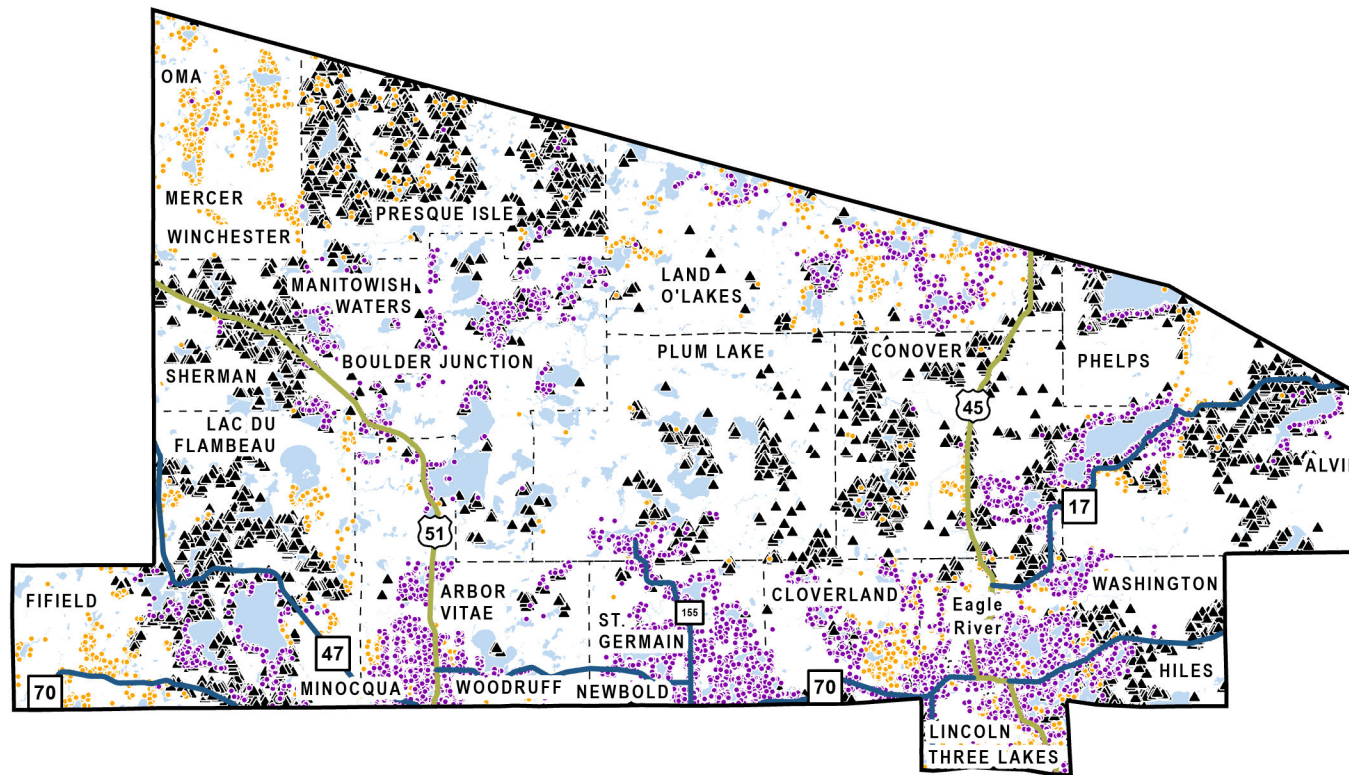 OMA
MERCER
WINCHESTER
PRESQUE ISLE
MANITOWISH
WATERS
LAND
O'LAKES
BOULDER JUNCTION
PLUM LAKE
CONOVER
PHELPS
SHERMAN
45
LAC DU
FLAMBEAU
ALVI
17
51
FIFIELD
ARBOR
VITAE
CLOVERLAND
WASHINGTON
Eagle
River
155
ST.
GERMAIN
47
HILES
70
MINOCQUA
WOODRUFF
NEWBOLD
70
LINCOLN
THREE LAKES